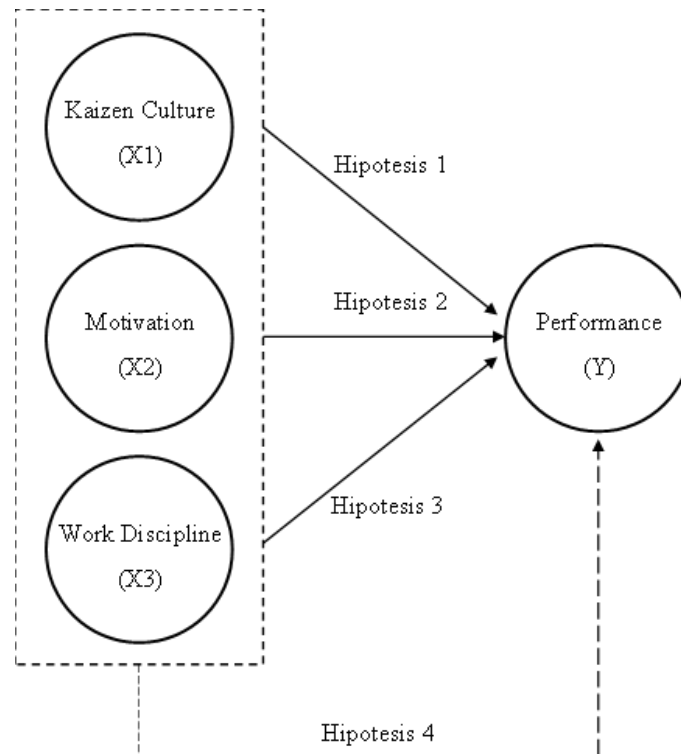 Kaizen Culture
(X1)
Hipotesis 1
Motivation
(X2)
Hipotesis 2
Performance
(Y)
Work Discipline
(X3)
Hipotesis 3
Hipotesis 4